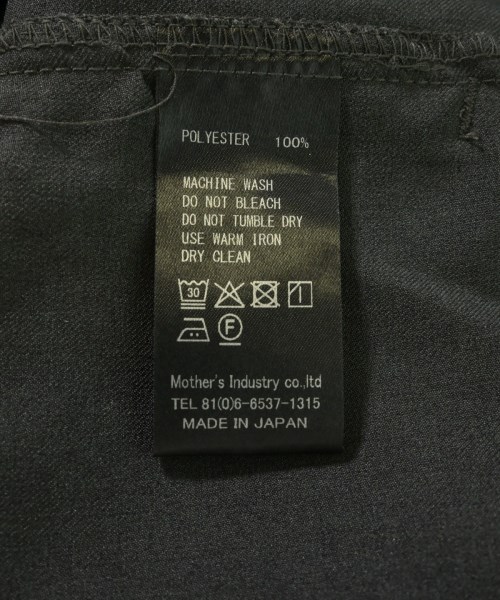 POLYESTER 100%
MACHINE WASH
DO NOT BLEACH
DO NOT TUMBLE DRY
USE WARM IRON
DRY CLEAN
30
F
Mother's Industry co.,ltd
TEL 81(0)6-6537-1315
MADE IN JAPAN